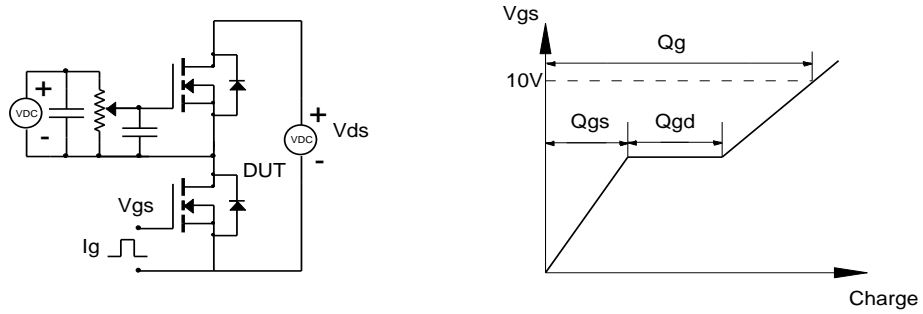 +
VDC
-
+
VDC
-
Vds
DUT
Vgs
Ig
Vgs
Qg
10V
Qgs
Qgd
Charge